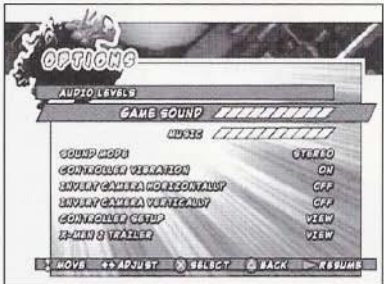 OPTIONS
AUDIO LEVELS
GAME SOUND
MUSIC
SOUND MODE STEREO
CONTROLLER VIBRATION ON
INVERT CAMERA HORIZONTALLY OFF
INVERT CAMERA VERTICALLY OFF
CONTROLLER SETUP VIEW
X-MEN 2 TRAILER VIEW
MOVE ADJUST SELECT BACK RESUME